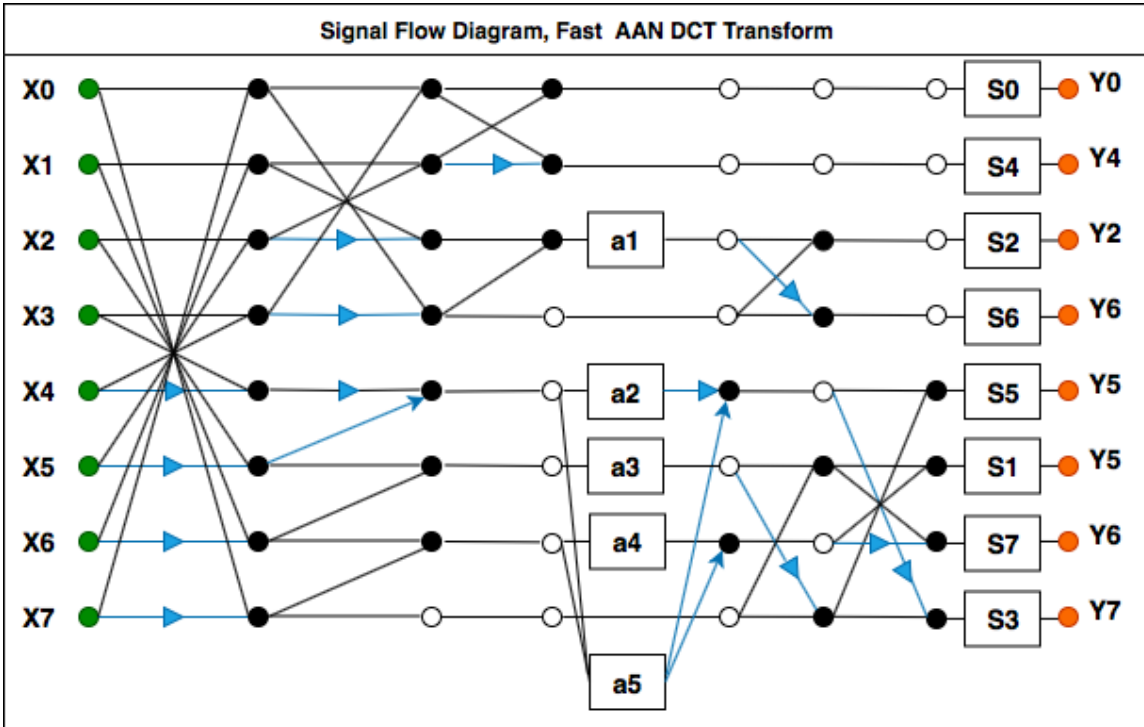 Signal Flow Diagram, Fast AAN DCT Transform
X0 S0 Y0
X1 S4 Y4
X2 a1 S2 Y2
X3 S6 Y6
X4 a2 S5 Y5
X5 a3 S1 Y5
X6 a4 S7 Y6
X7 S3 Y7
a5